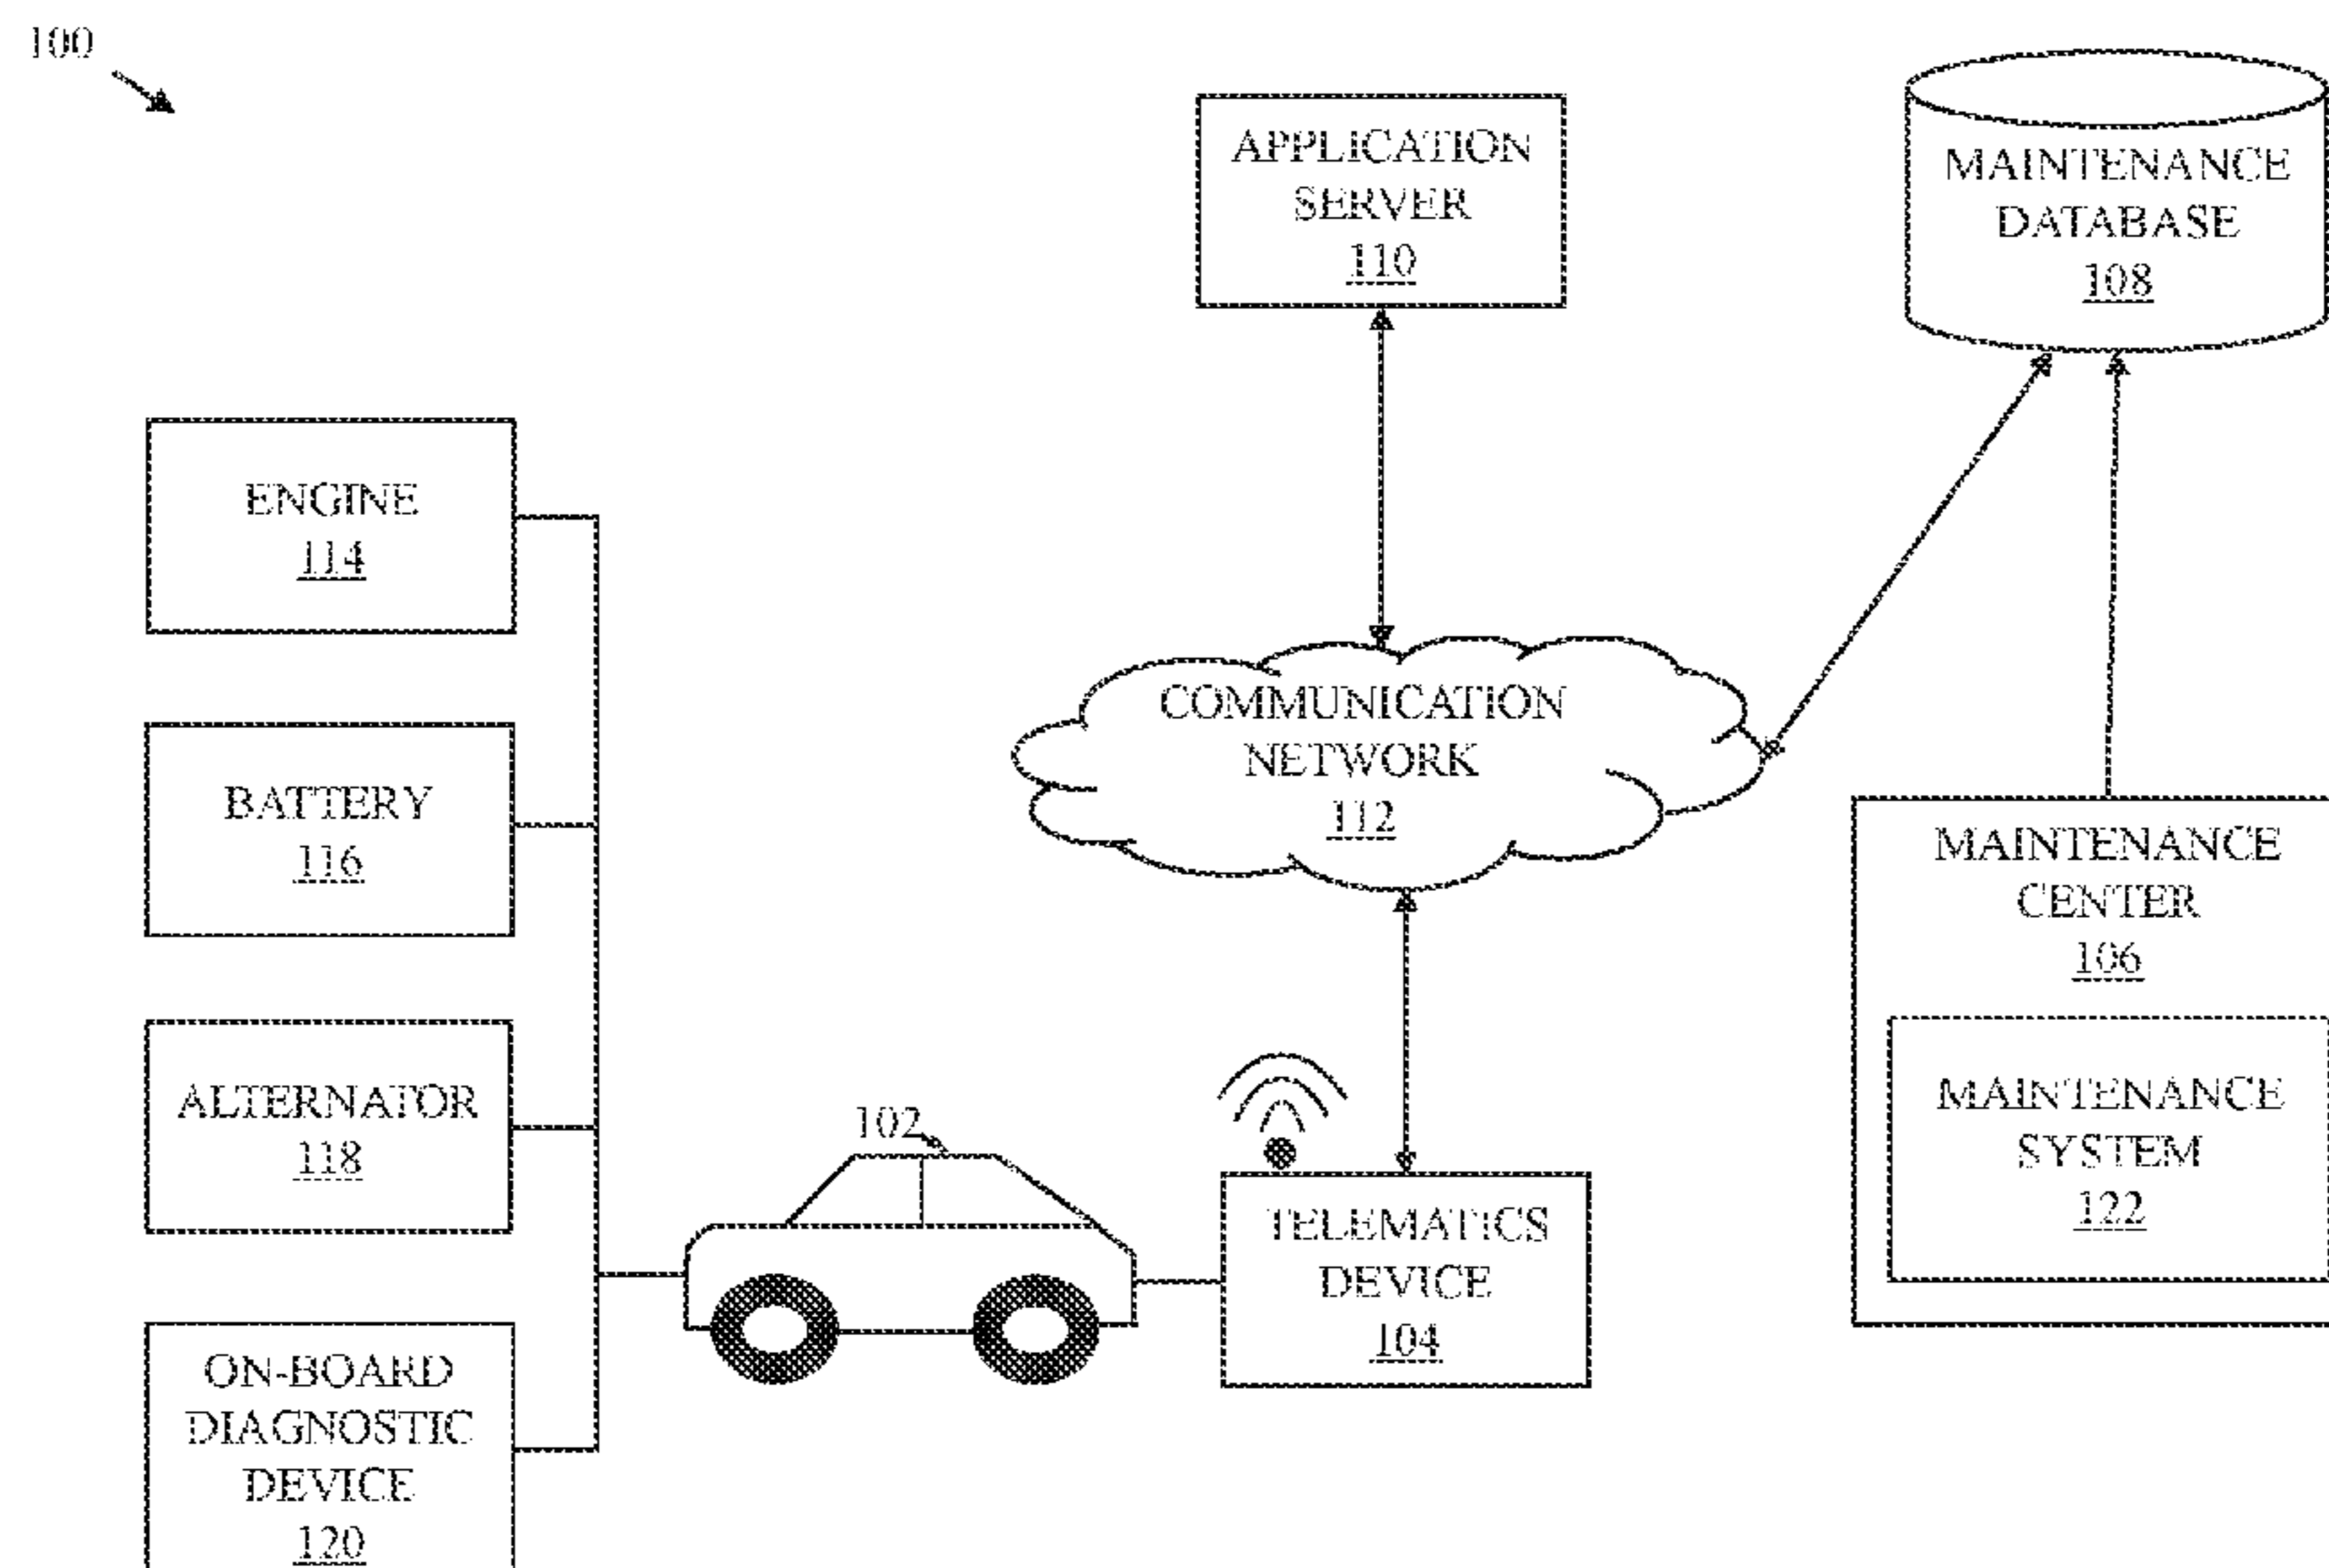 100
APPLICATION
SERVER
110
MAINTENANCE
DATABASE
108
ENGINE
114
BATTERY
116
ALTERNATOR
118
ON-BOARD
DIAGNOSTIC
DEVICE
120
COMMUNICATION
NETWORK
112
102
TELEMATICS
DEVICE
104
MAINTENANCE
CENTER
106
MAINTENANCE
SYSTEM
122